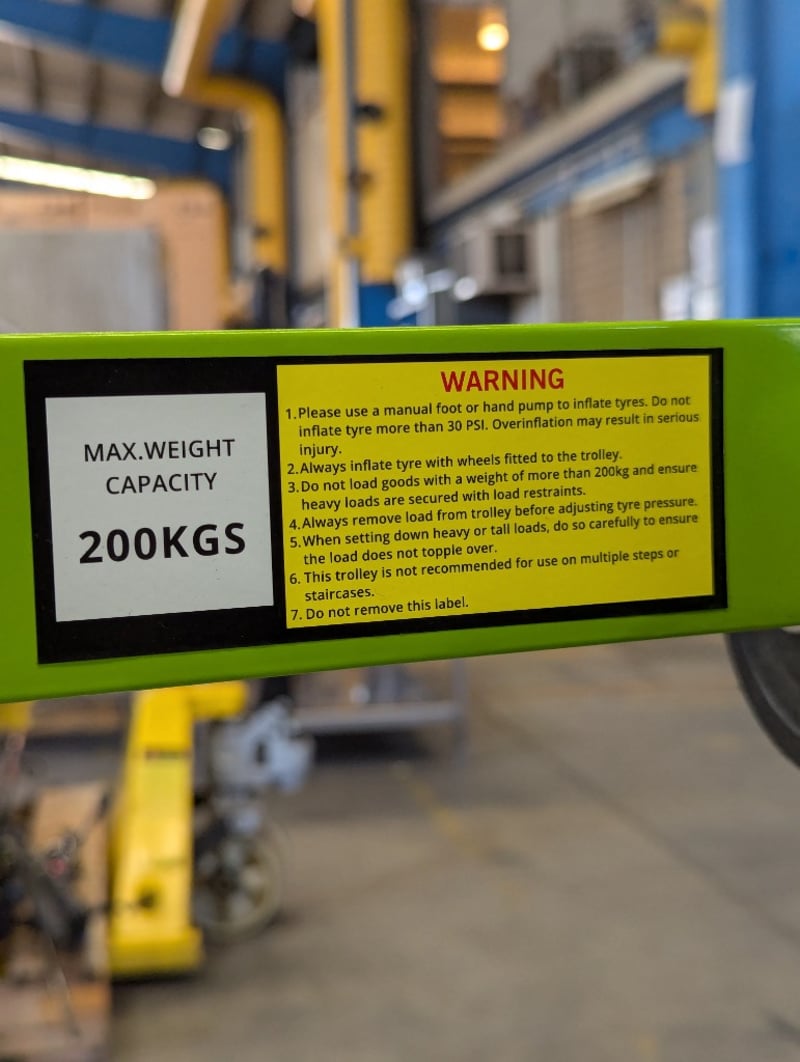 MAX.WEIGHT
CAPACITY
200KGS
WARNING
1.Please use a manual foot or hand pump to inflate tyres. Do not
inflate tyre more than 30 PSI. Overinflation may result in serious
injury.
2.Always inflate tyre with wheels fitted to the trolley.
3.Do not load goods with a weight of more than 200kg and ensure
heavy loads are secured with load restraints.
4.Always remove load from trolley before adjusting tyre pressure.
5.When setting down heavy or tall loads, do so carefully to ensure
the load does not topple over.
6. This trolley is not recommended for use on multiple steps or
staircases.
7. Do not remove this label.